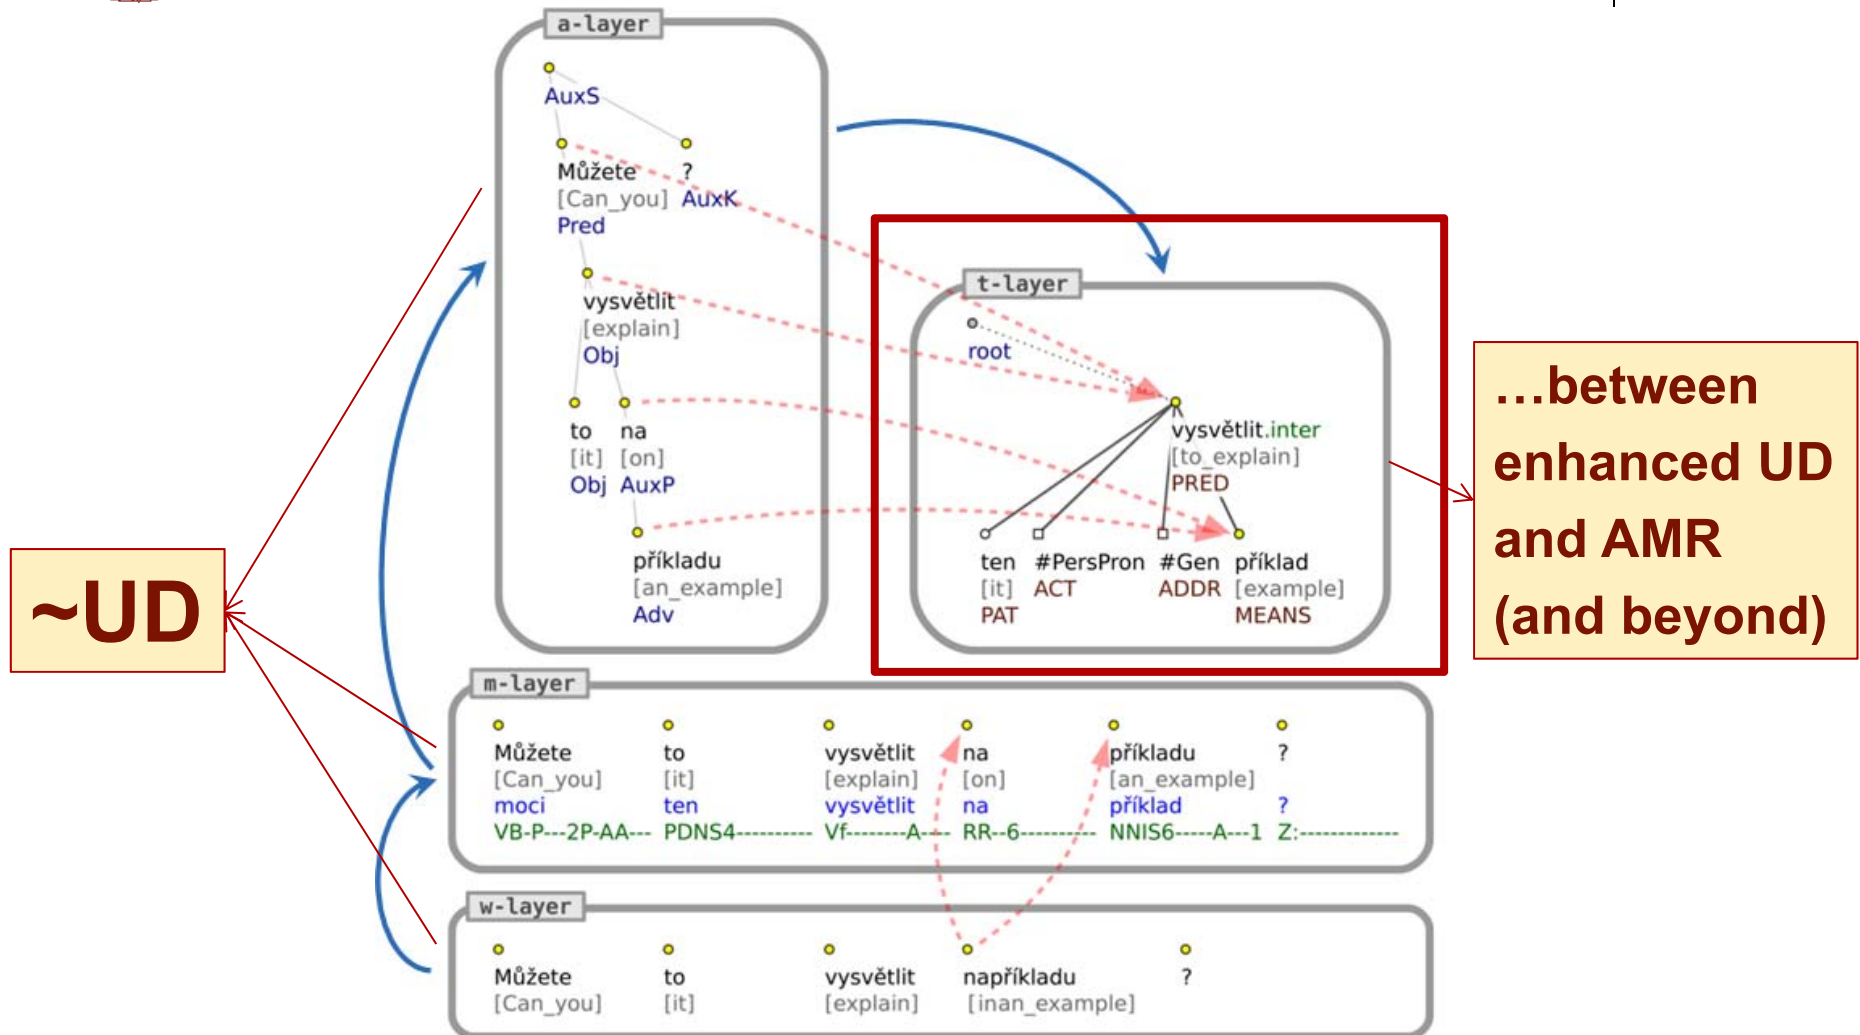 a-layer
AuxS
Můžete ?
[Can_you] AuxK
Pred
vysvětlit
[explain]
Obj
to na
[it] [on]
Obj AuxP
příkladu
[an_example]
Adv
t-layer
root
vysvětlit.inter
[to_explain]
PRED
ten #PersPron #Gen příklad
[it] ACT ADDR [example]
PAT MEANS
…between
enhanced UD
and AMR
(and beyond)
~UD
m-layer
Můžete to vysvětlit na příkladu ?
[Can_you] [it] [explain] [on] [an_example]
moci ten vysvětlit na příklad ?
VB-P---2P-AA--- PDNS4---------- Vf--------A---- RR--6---------- NNIS6-----A---1 Z:-------------
w-layer
Můžete to vysvětlit napříkladu ?
[Can_you] [it] [explain] [inan_example]